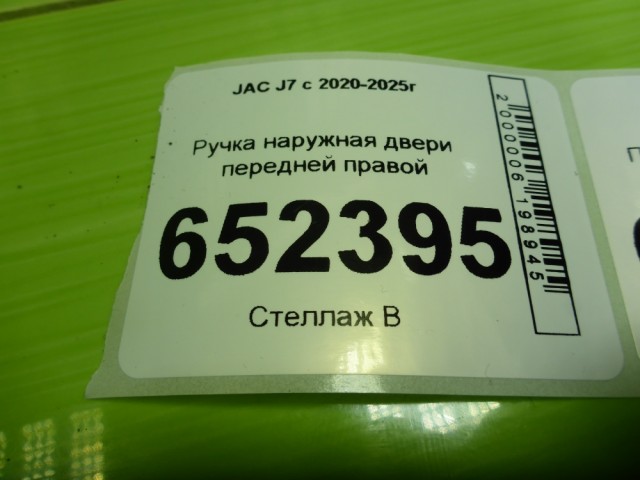 JAC J7 с 2020-2025г
Ручка наружная двери
передней правой
652395
Стеллаж В
2000006198945